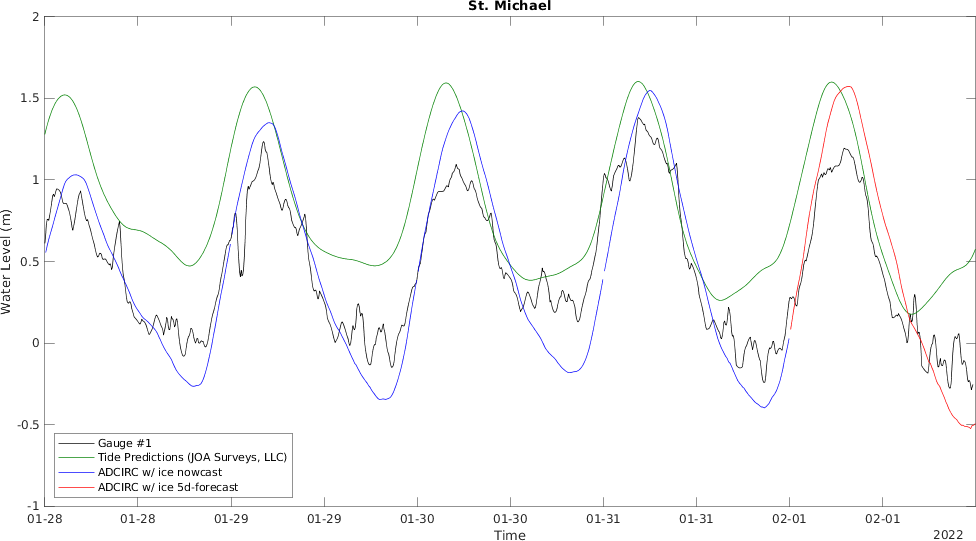 St. Michael
2
1.5
1
0.5
0
-0.5
-1
Water Level (m)
Gauge #1
Tide Predictions (JOA Surveys, LLC)
ADCIRC w/ ice nowcast
ADCIRC w/ ice 5d-forecast
01-28 01-28 01-29 01-29 01-30 01-30 01-31 01-31 02-01 02-01
Time
2022